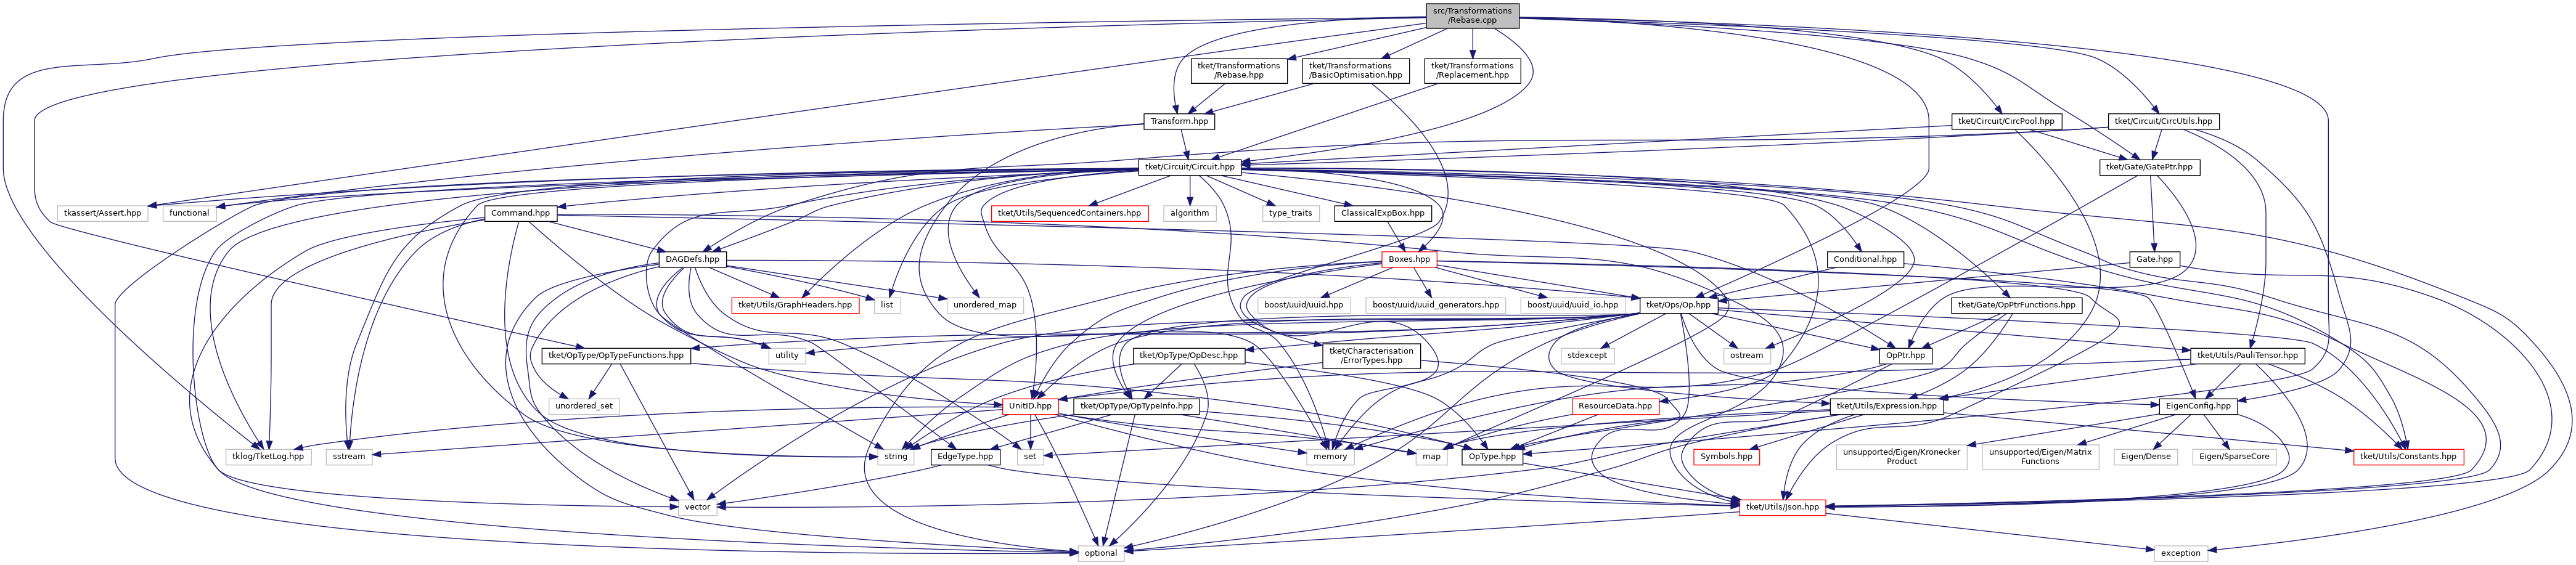 src/Transformations
/Rebase.cpp
tket/Transformations
/Rebase.hpp
tket/Transformations
/BasicOptimisation.hpp
tket/Transformations
/Replacement.hpp
Transform.hpp
tket/Circuit/CircPool.hpp
tket/Circuit/CircUtils.hpp
tket/Circuit/Circuit.hpp
tket/Gate/GatePtr.hpp
tkassert/Assert.hpp
functional
Command.hpp
tket/Utils/SequencedContainers.hpp
algorithm
type_traits
ClassicalExpBox.hpp
DAGDefs.hpp
Boxes.hpp
Conditional.hpp
Gate.hpp
tket/Utils/GraphHeaders.hpp
list
unordered_map
boost/uuid/uuid.hpp
boost/uuid/uuid_generators.hpp
boost/uuid/uuid_io.hpp
tket/Ops/Op.hpp
tket/Gate/OpPtrFunctions.hpp
tket/OpType/OpTypeFunctions.hpp
utility
tket/OpType/OpDesc.hpp
tket/Characterisation
/ErrorTypes.hpp
stdexcept
ostream
OpPtr.hpp
tket/Utils/PauliTensor.hpp
unordered_set
UnitID.hpp
tket/OpType/OpTypeInfo.hpp
ResourceData.hpp
tket/Utils/Expression.hpp
EigenConfig.hpp
tklog/TketLog.hpp
sstream
string
EdgeType.hpp
set
memory
map
OpType.hpp
Symbols.hpp
unsupported/Eigen/Kronecker
Product
unsupported/Eigen/Matrix
Functions
Eigen/Dense
Eigen/SparseCore
tket/Utils/Constants.hpp
vector
tket/Utils/Json.hpp
optional
exception